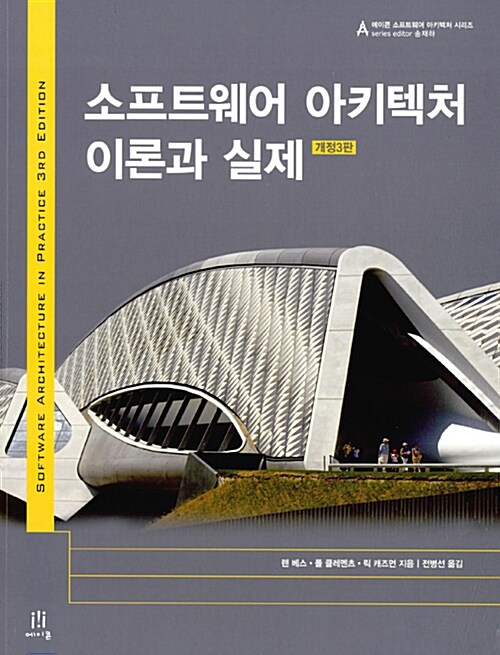 에이콘 소프트웨어 아키텍처 시리즈
series editor 송재하
소프트웨어 아키텍처
이론과 실제 개정3판
SOFTWARE ARCHITECTURE IN PRACTICE 3RD EDITION
렌 베스 • 폴 클레멘츠 • 릭 캐즈먼 지음 | 전병선 옮김
에이콘